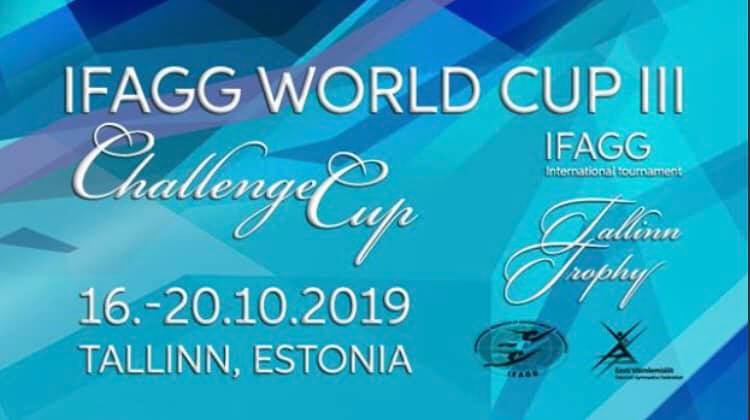 IFAGG WORLD CUP III
Challenge Cup
IFAGG
International tournament
Tallinn
Trophy
16.-20.10.2019
TALLINN, ESTONIA
IFAGG
Eesti Võimlemisliit